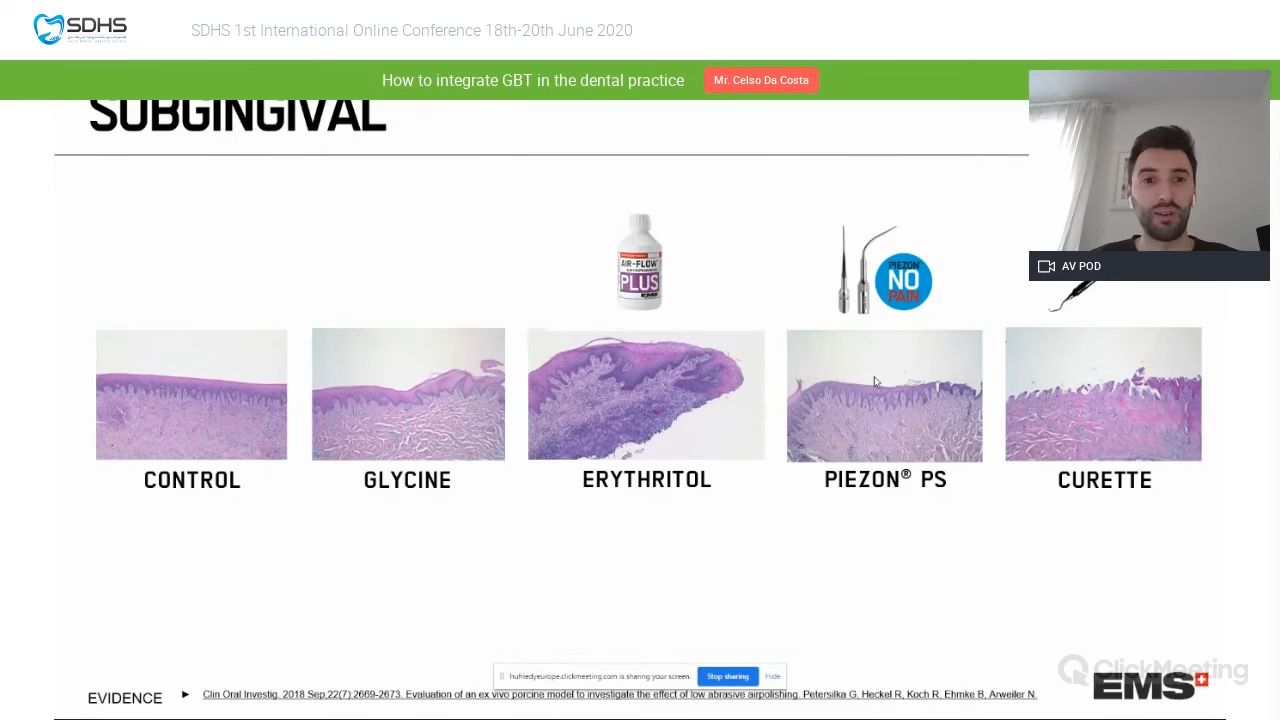 SDHS
SDHS 1st International Online Conference 18th-20th June 2020
How to integrate GBT in the dental practice
Mr. Celso Da Costa
SUBGINGIVAL
AV POD
AIR-FLOW
PLUS
EMS
PIEZON
NO
PAIN
CONTROL
GLYCINE
ERYTHRITOL
PIEZON® PS
CURETTE
hufriedyeurope.clickmeeting.com is sharing your screen.
Stop sharing
Hide
ClickMeeting
EMS
EVIDENCE
Clin Oral Investig. 2018 Sep;22(7):2669-2673. Evaluation of an ex vivo porcine model to investigate the effect of low abrasive airpolishing. Petersilka G, Heckel R, Koch R, Ehmke B, Arweiler N.